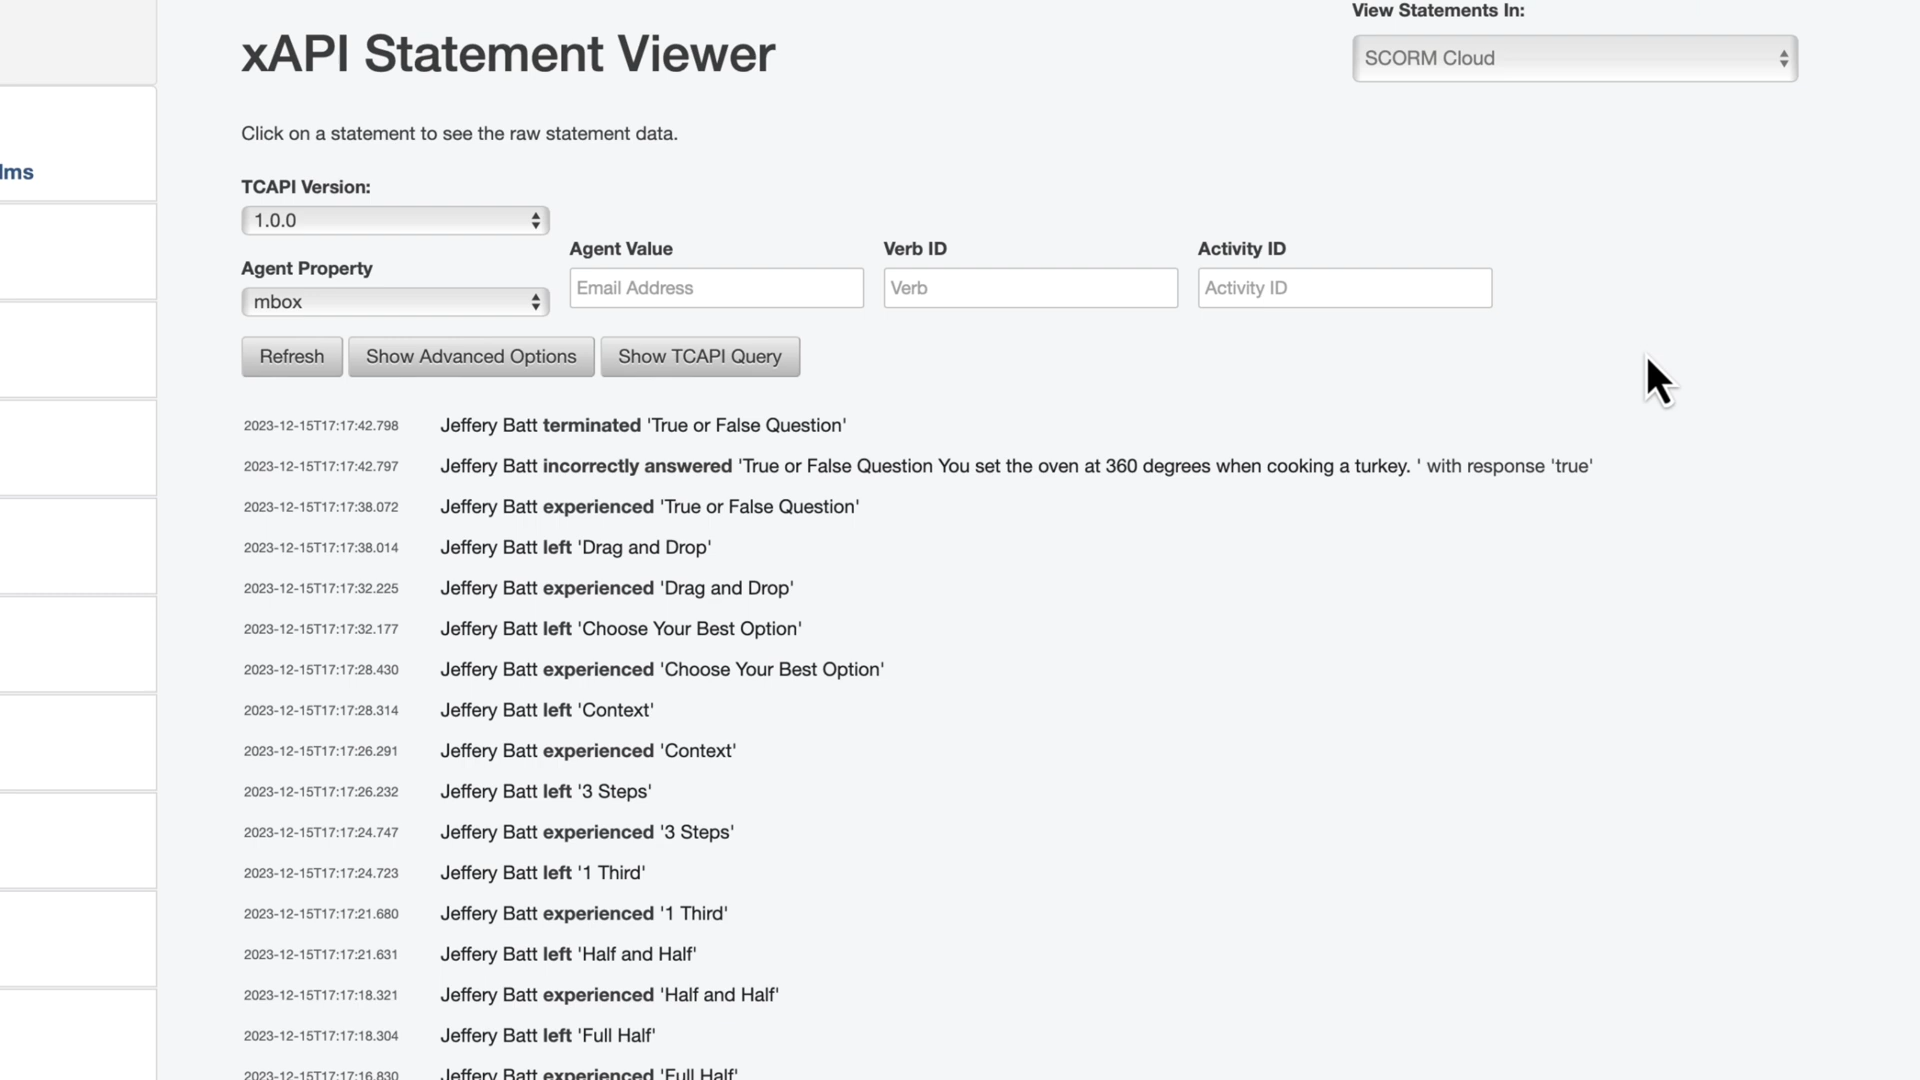 View Statements In:
xAPI Statement Viewer
SCORM Cloud
Click on a statement to see the raw statement data.
lms
TCAPI Version:
1.0.0
Agent Value Verb ID Activity ID
Agent Property
Email Address Verb Activity ID
mbox
Refresh Show Advanced Options Show TCAPI Query
2023-12-15T17:17:42.798 Jeffery Batt terminated 'True or False Question'
2023-12-15T17:17:42.797 Jeffery Batt incorrectly answered 'True or False Question You set the oven at 360 degrees when cooking a turkey. ' with response 'true'
2023-12-15T17:17:38.072 Jeffery Batt experienced 'True or False Question'
2023-12-15T17:17:38.014 Jeffery Batt left 'Drag and Drop'
2023-12-15T17:17:32.225 Jeffery Batt experienced 'Drag and Drop'
2023-12-15T17:17:32.177 Jeffery Batt left 'Choose Your Best Option'
2023-12-15T17:17:28.430 Jeffery Batt experienced 'Choose Your Best Option'
2023-12-15T17:17:28.314 Jeffery Batt left 'Context'
2023-12-15T17:17:26.291 Jeffery Batt experienced 'Context'
2023-12-15T17:17:26.232 Jeffery Batt left '3 Steps'
2023-12-15T17:17:24.747 Jeffery Batt experienced '3 Steps'
2023-12-15T17:17:24.723 Jeffery Batt left '1 Third'
2023-12-15T17:17:21.680 Jeffery Batt experienced '1 Third'
2023-12-15T17:17:21.631 Jeffery Batt left 'Half and Half'
2023-12-15T17:17:18.321 Jeffery Batt experienced 'Half and Half'
2023-12-15T17:17:18.304 Jeffery Batt left 'Full Half'
2023-12-15T17:17:16.830 Jeffery Batt experienced 'Full Half'